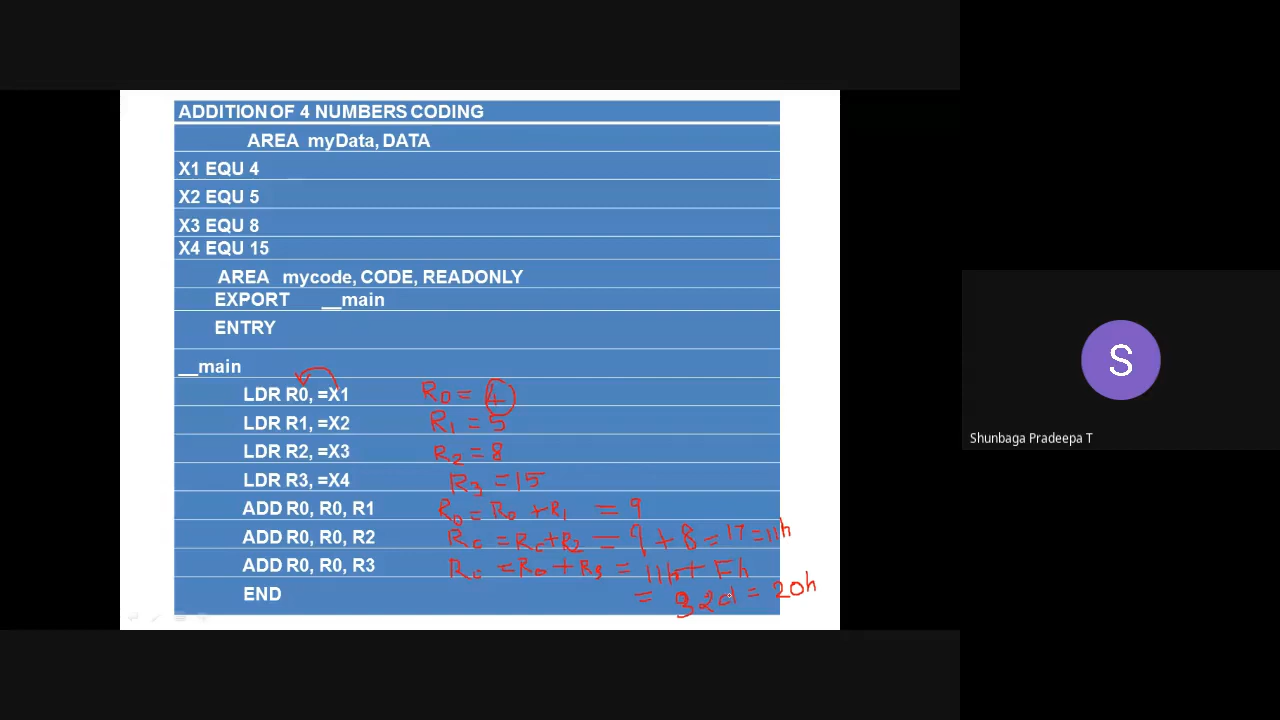 ADDITION OF 4 NUMBERS CODING
AREA myData, DATA
X1 EQU 4
X2 EQU 5
X3 EQU 8
X4 EQU 15
AREA mycode, CODE, READONLY
EXPORT __main
ENTRY
__main
LDR R0, =X1 R0 = 4
LDR R1, =X2 R1 = 5
LDR R2, =X3 R2 = 8
LDR R3, =X4 R3 = 15
ADD R0, R0, R1 R0 = R0 + R1 = 9
ADD R0, R0, R2 R0 = R0 + R2 = 9 + 8 = 17 = 11h
ADD R0, R0, R3 R0 = R0 + R3 = 11h + Fh
END = 32d = 20h
S
Shunbaga Pradeepa T